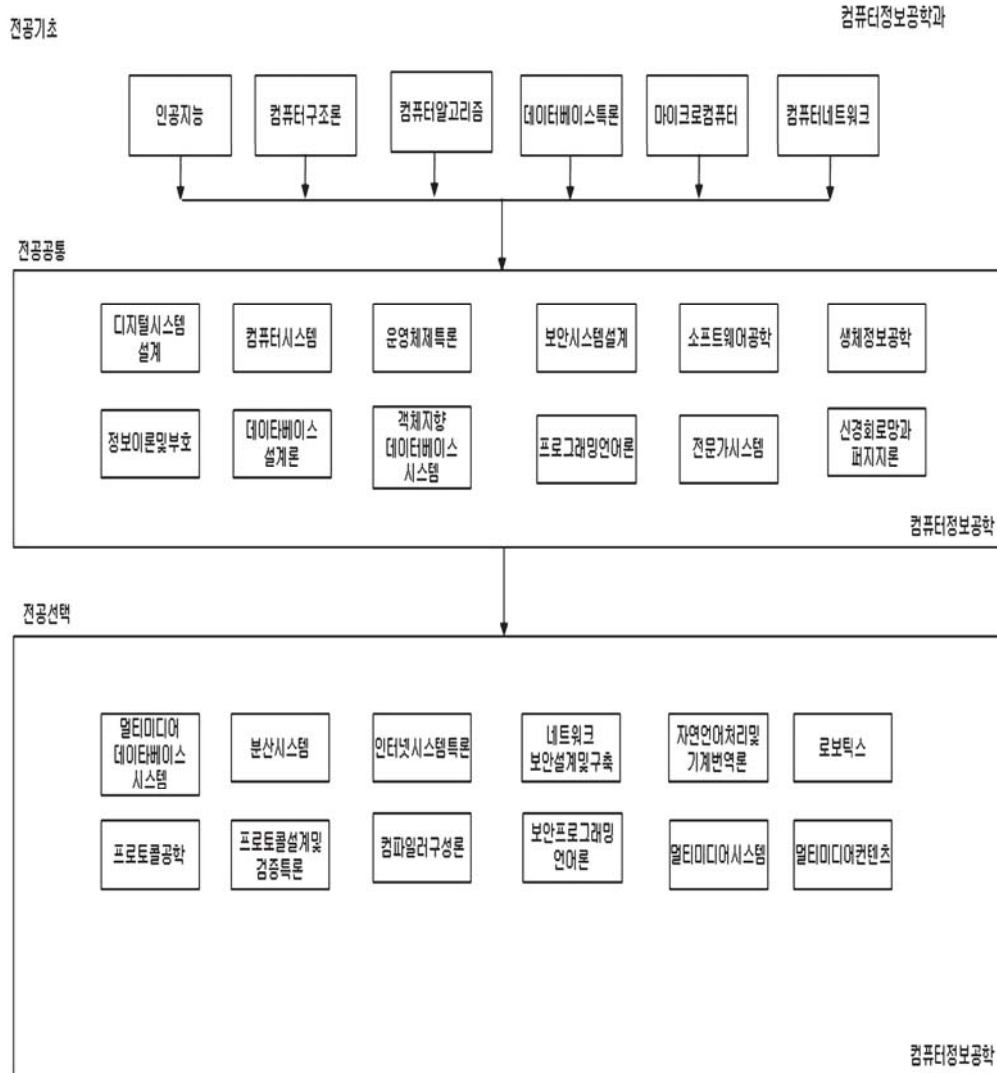 전공기초
컴퓨터정보공학과
인공지능
컴퓨터구조론
컴퓨터알고리즘
데이터베이스특론
마이크로컴퓨터
컴퓨터네트워크
전공공통
디지털시스템
설계
컴퓨터시스템
운영체제특론
보안시스템설계
소프트웨어공학
생체정보공학
정보이론및부호
데이타베이스
설계론
객체지향
데이터베이스
시스템
프로그래밍언어론
전문가시스템
신경회로망과
퍼지지론
컴퓨터정보공학
전공선택
멀티미디어
데이타베이스
시스템
분산시스템
인터넷시스템특론
네트워크
보안설계및구축
자연언어처리및
기계번역론
로보틱스
프로토콜공학
프로토콜설계및
검증특론
컴파일러구성론
보안프로그래밍
언어론
멀티미디어시스템
멀티미디어컨텐츠
컴퓨터정보공학